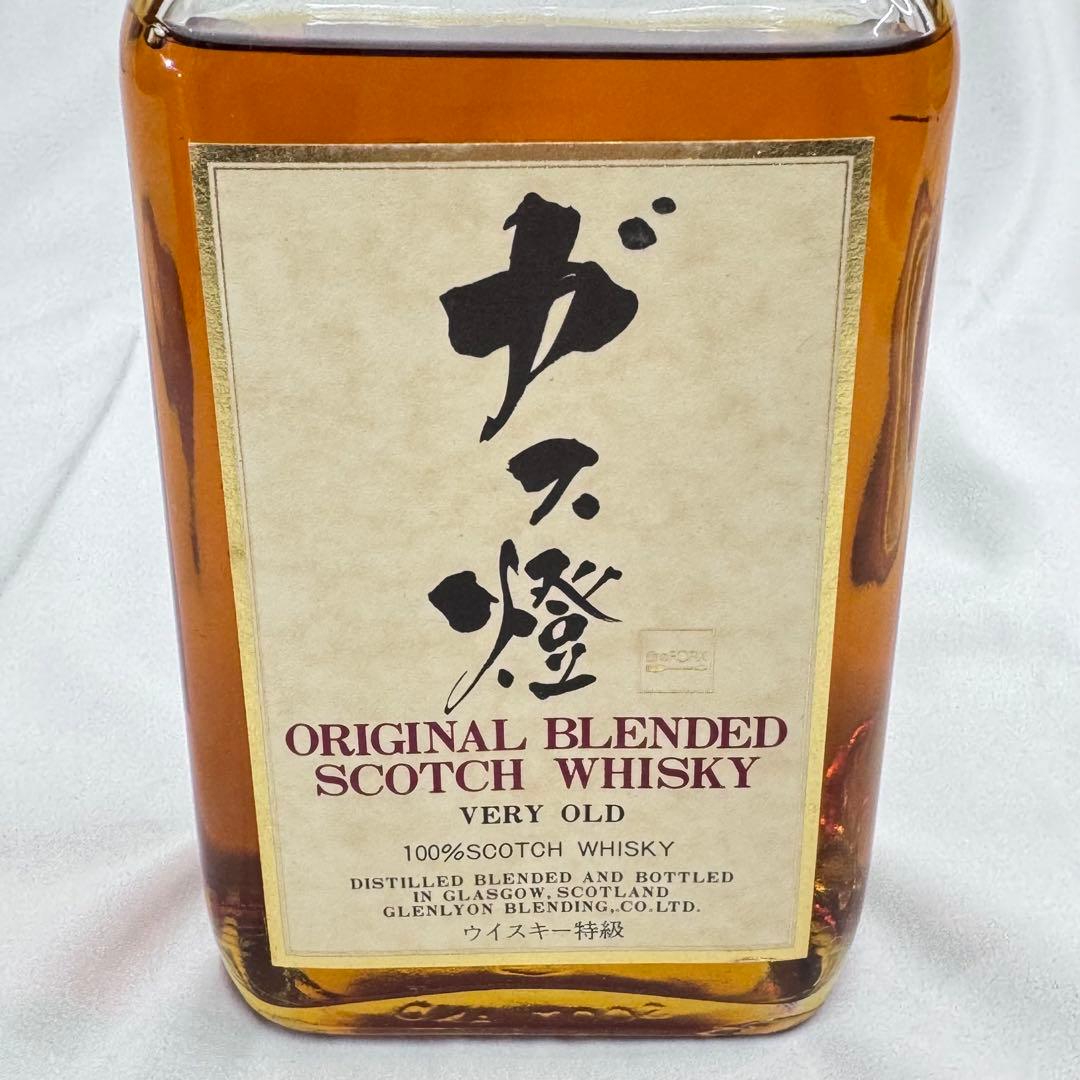 ガス燈
ORIGINAL BLENDED
SCOTCH WHISKY
VERY OLD
100%SCOTCH WHISKY
DISTILLED BLENDED AND BOTTLED
IN GLASGOW, SCOTLAND
GLENLYON BLENDING,.CO.LTD.
ウイスキー特級